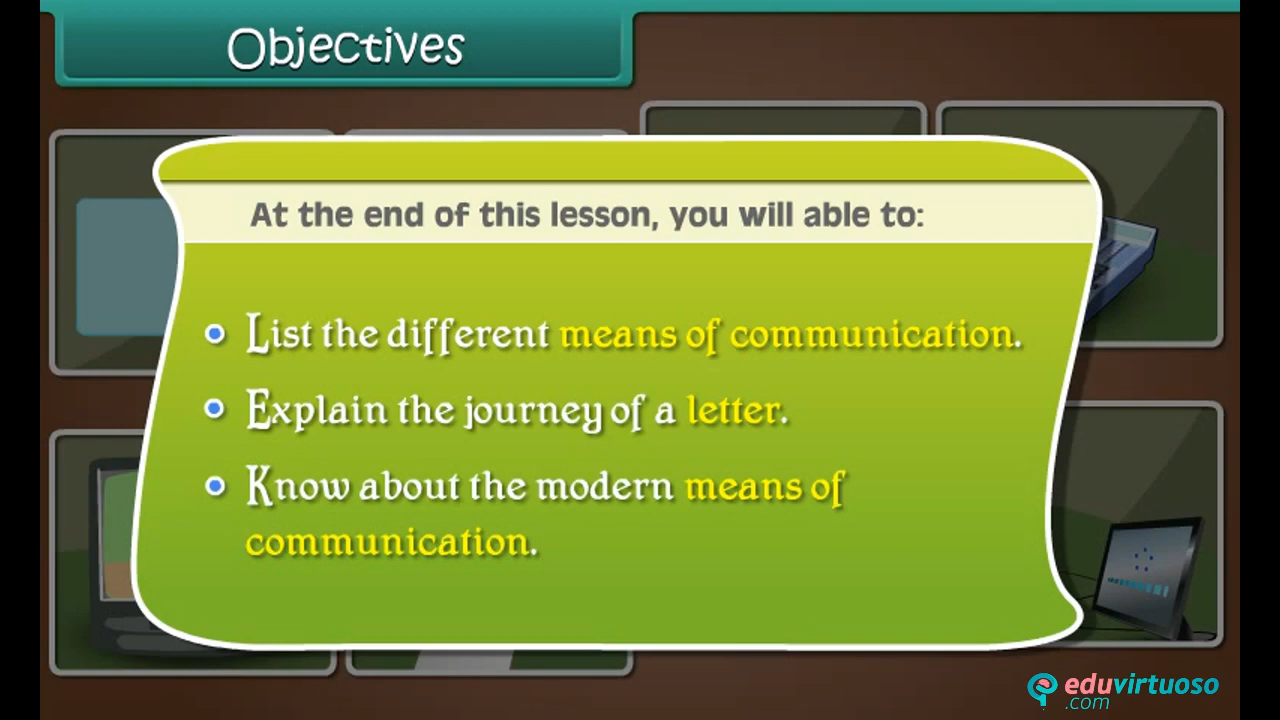 Objectives
At the end of this lesson, you will able to:
List the different means of communication.
Explain the journey of a letter.
Know about the modern means of
communication.
eduvirtuoso
.com